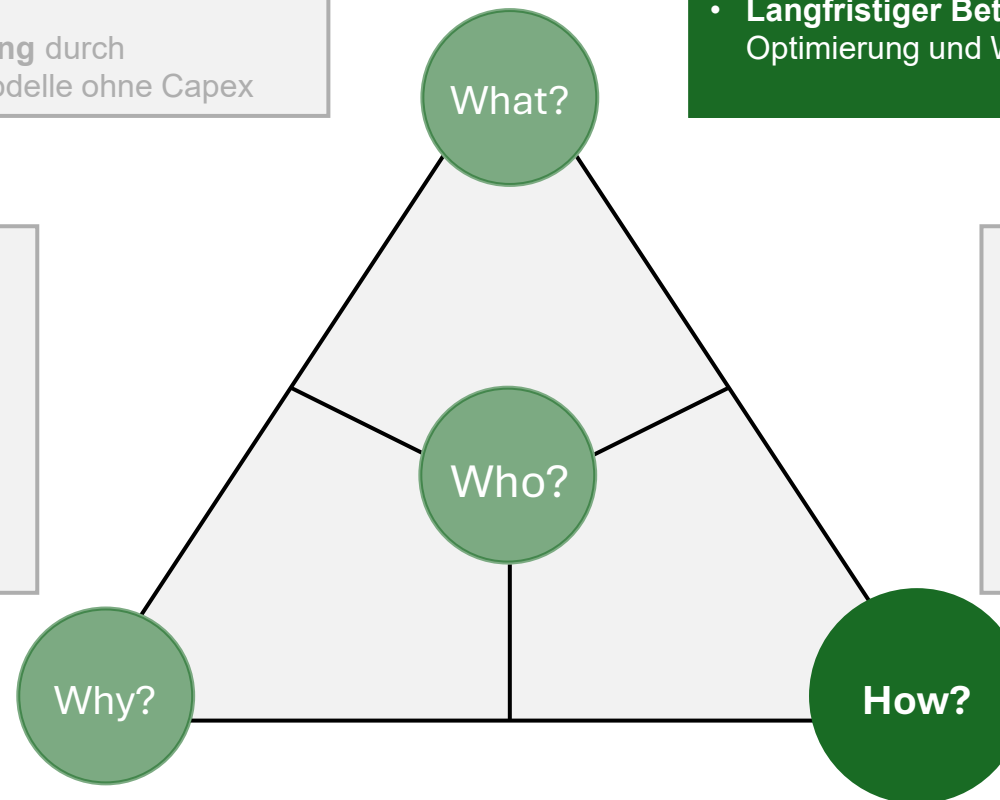 ng durch
odelle ohne Capex
• Langfristiger Bet
Optimierung und W
What?
Who?
Why?
How?